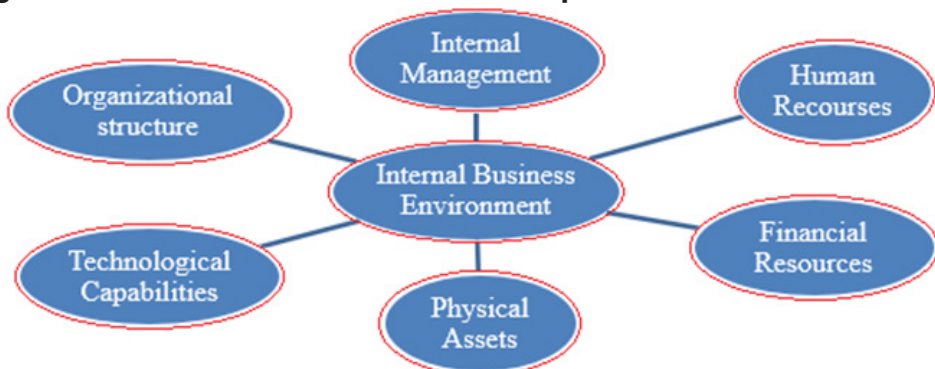 Internal
Management
Human
Recourses
Organizational
structure
Internal Business
Environment
Financial
Resources
Technological
Capabilities
Physical
Assets